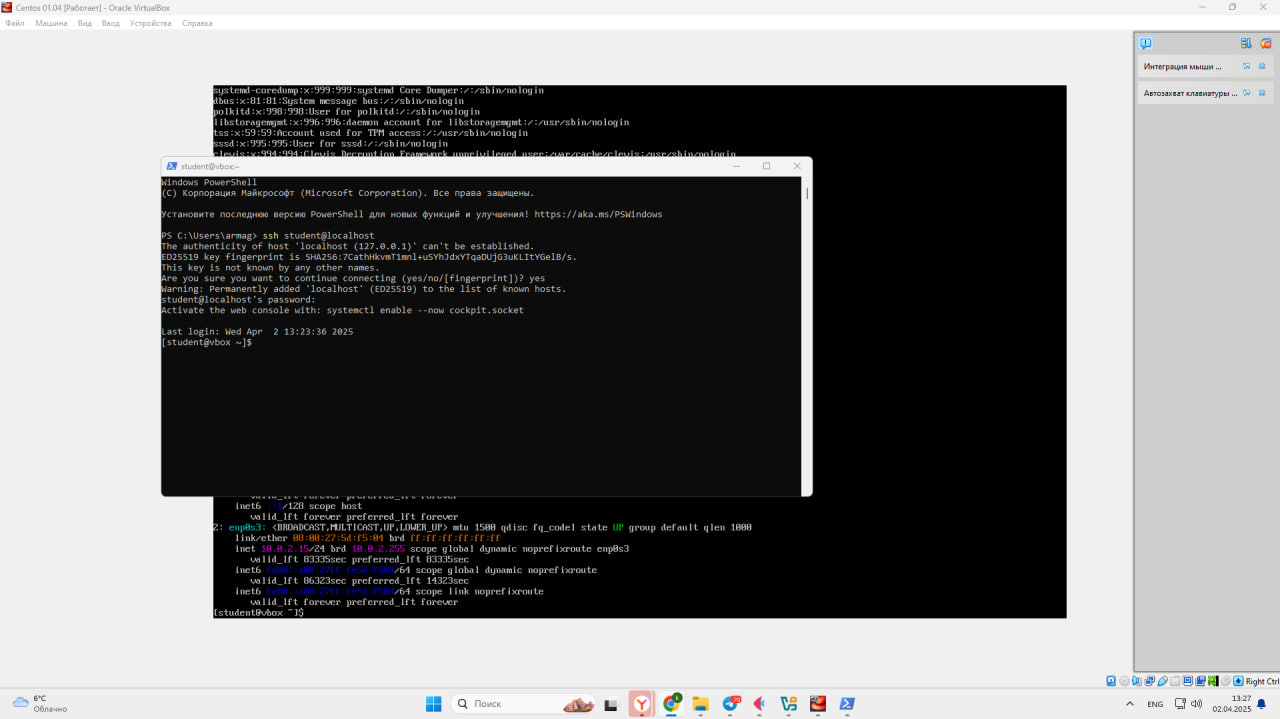 Centos 01.04 [Работает] - Oracle VirtualBox
Файл Машина Вид Ввод Устройства Справка
Интеграция мыши ...
Автозахват клавиатуры ...
systemd-coredump:x:999:999:systemd Core Dumper:/:/sbin/nologin
dbus:x:81:81:System message bus:/:/sbin/nologin
polkitd:x:998:998:User for polkitd:/:/sbin/nologin
libstoragemgmt:x:996:996:daemon account for libstoragemgmt:/:/usr/sbin/nologin
tss:x:59:59:Account used for TPM access:/:/usr/sbin/nologin
sssd:x:995:995:User for sssd:/:/sbin/nologin
clevis:x:994:994:Clevis Decryption Framework unprivileged user:/var/cache/clevis:/usr/sbin/nologin
student@vbox:~
Windows PowerShell
(C) Корпорация Майкрософт (Microsoft Corporation). Все права защищены.
Установите последнюю версию PowerShell для новых функций и улучшения! https://aka.ms/PSWindows
PS C:\Users\armag> ssh student@localhost
The authenticity of host 'localhost (127.0.0.1)' can't be established.
ED25519 key fingerprint is SHA256:7CathHkvmT1mnl+uSYhJdxYTqaDUjG3uKLItYGelB/s.
This key is not known by any other names.
Are you sure you want to continue connecting (yes/no/[fingerprint])? yes
Warning: Permanently added 'localhost' (ED25519) to the list of known hosts.
student@localhost's password:
Activate the web console with: systemctl enable --now cockpit.socket
Last login: Wed Apr  2 13:23:36 2025
[student@vbox ~]$
valid_lft forever preferred_lft forever
inet6 /128 scope host
valid_lft forever preferred_lft forever
2: enp0s3: <BROADCAST,MULTICAST,UP,LOWER_UP> mtu 1500 qdisc fq_codel state UP group default qlen 1000
link/ether 08:00:27:5d:f5:04 brd ff:ff:ff:ff:ff:ff
inet 10.0.2.15/24 brd 10.0.2.255 scope global dynamic noprefixroute enp0s3
valid_lft 83335sec preferred_lft 83335sec
inet6 /64 scope global dynamic noprefixroute
valid_lft 86323sec preferred_lft 14323sec
inet6 /64 scope link noprefixroute
valid_lft forever preferred_lft forever
[student@vbox ~]$
Right Ctrl
6°C
Облачно
Поиск
20
ENG
13:27
02.04.2025